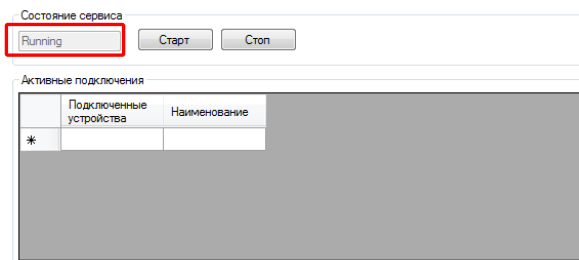 Состояние сервиса
Running Старт Стоп
Активные подключения
Подключенные устройства Наименование